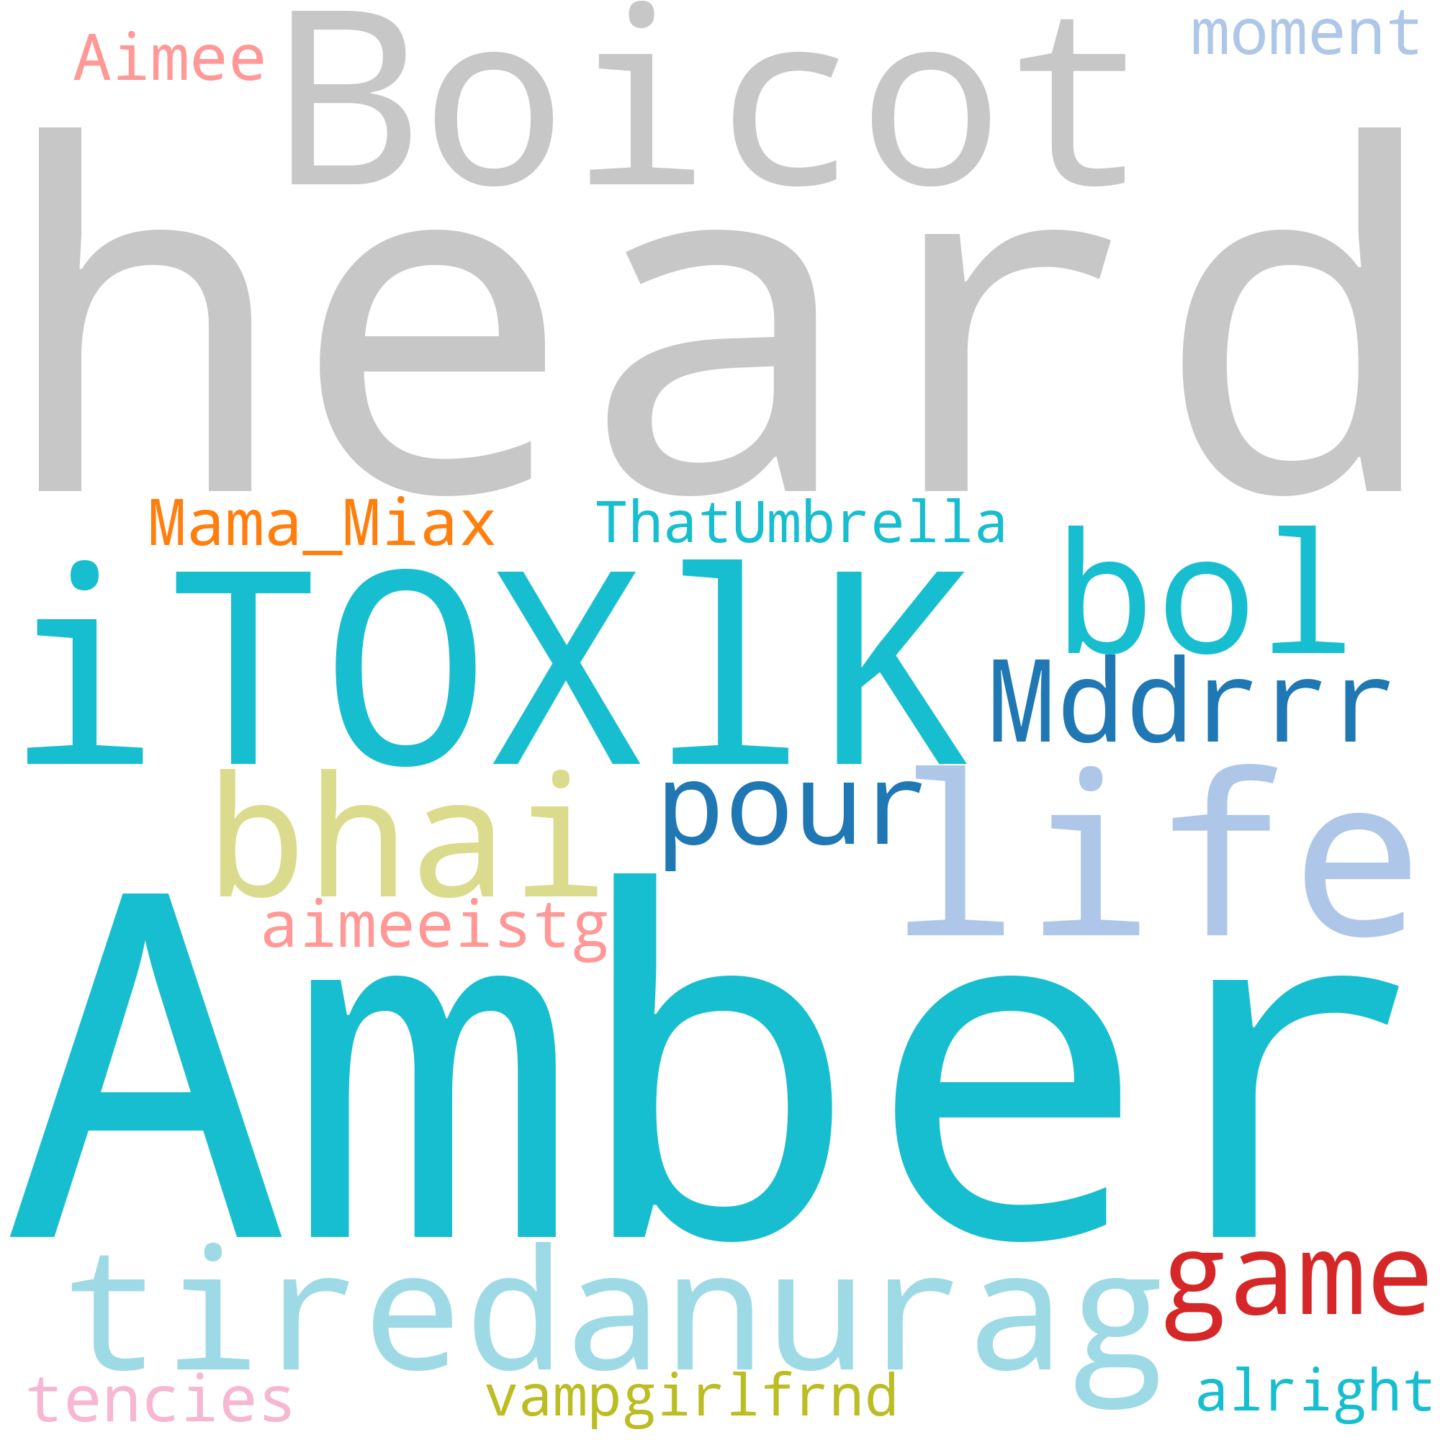 Aimee Boicot moment
heard
Mama_Miax ThatUmbrella
iTOXlK bol
Mddrrr
bhai pour life
aimeeistg
Amber
tiredanurag game
tencies vampgirlfrnd alright